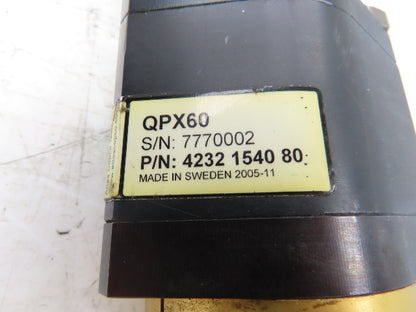 QPX60
S/N: 7770002
P/N: 4232 1540 80
MADE IN SWEDEN 2005-11